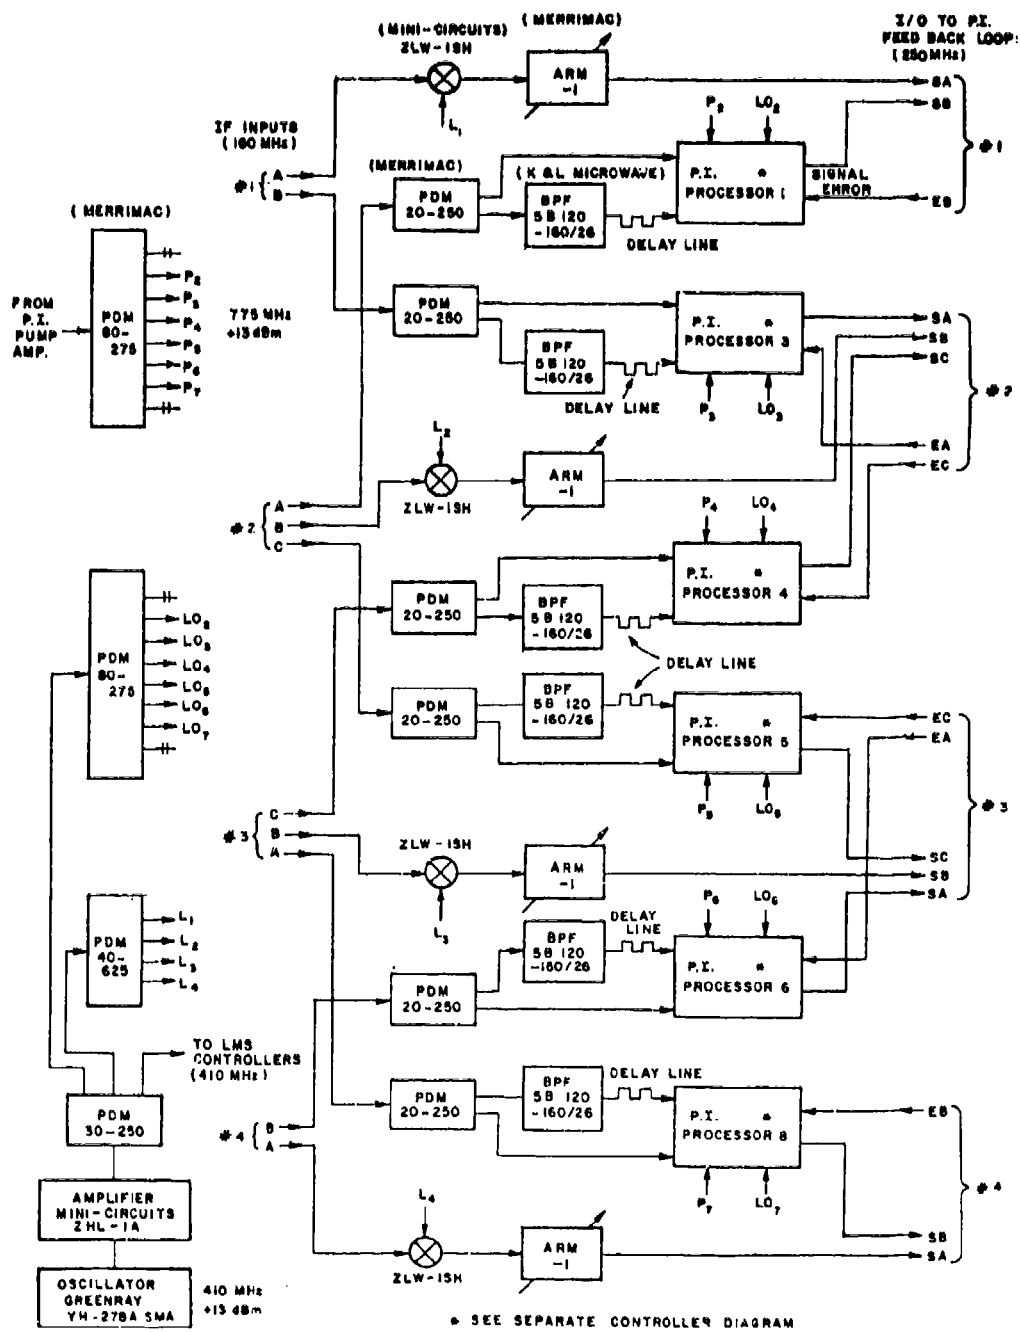 (MINI-CIRCUITS)
ZLW-1SH
(MERRIMAC)
I/O TO P.I.
FEED BACK LOOP:
(250MHz)
ARM
-1
SA
SB
L1
P2
LO2
IF INPUTS
(160 MHz)
#1
A
B
(MERRIMAC)
PDM
20-250
(K & L MICROWAVE)
BPF
5B 120
-160/26
DELAY LINE
P.I. *
PROCESSOR 1
SIGNAL
ERROR
EB
#1
(MERRIMAC)
FROM
P.I.
PUMP
AMP.
PDM
80-
275
P2
P3
P4
P5
P6
P7
775 MHz
+13 dBm
PDM
20-250
BPF
5B 120
-160/26
DELAY LINE
P.I. *
PROCESSOR 3
P3
LO3
SA
SB
SC
EA
EC
#2
L2
ZLW-1SH
ARM
-1
#2
A
B
C
P4
LO4
PDM
20-250
BPF
5B 120
-160/26
P.I. *
PROCESSOR 4
DELAY LINE
PDM
80-
275
LO2
LO3
LO4
LO5
LO6
LO7
PDM
20-250
BPF
5B 120
-160/26
P.I. *
PROCESSOR 5
P5
LO5
EC
EA
#3
SC
SB
SA
#3
C
B
A
ZLW-1SH
L3
ARM
-1
P6
LO6
DELAY
LINE
PDM
20-250
BPF
5B 120
-160/26
P.I. *
PROCESSOR 6
PDM
40-
625
L1
L2
L3
L4
TO LMS
CONTROLLERS
(410 MHz)
PDM
30-250
#4
B
A
PDM
20-250
BPF
5B 120
-160/26
DELAY LINE
P.I. *
PROCESSOR 8
P7
LO7
EB
#4
SB
SA
AMPLIFIER
MINI-CIRCUITS
ZHL-1A
L4
ZLW-1SH
ARM
-1
OSCILLATOR
GREENRAY
YH-278A SMA
410 MHz
+13 dBm
* SEE SEPARATE CONTROLLER DIAGRAM